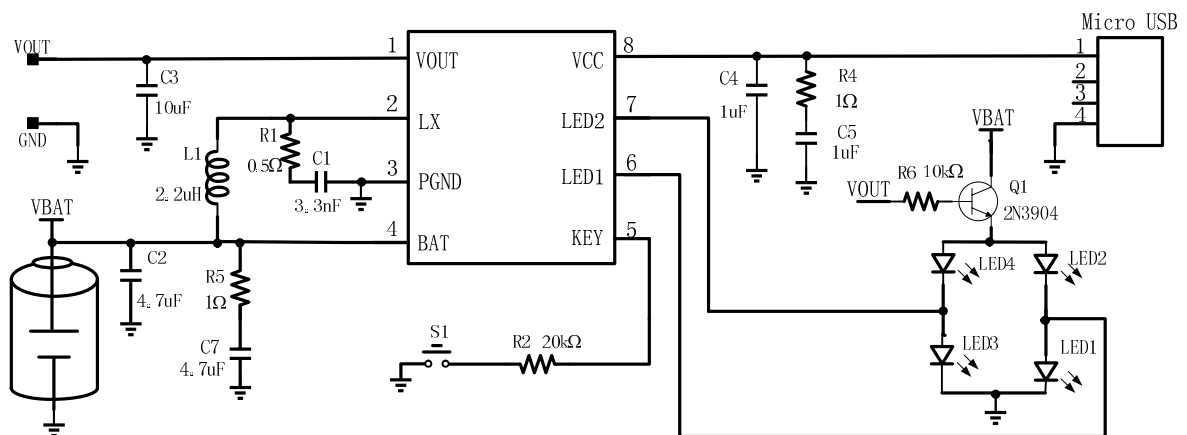 Micro USB
VOUT
C3
10uF
GND
1
VOUT
2
LX
3
PGND
4
BAT
8
VCC
7
LED2
6
LED1
5
KEY
L1
2.2uH
R1
0.5Ω
C1
3.3nF
VBAT
C2
4.7uF
R5
1Ω
C7
4.7uF
S1
R2 20kΩ
C4
1uF
R4
1Ω
C5
1uF
1
2
3
4
VBAT
R6 10kΩ
VOUT
Q1
2N3904
LED4
LED2
LED3
LED1